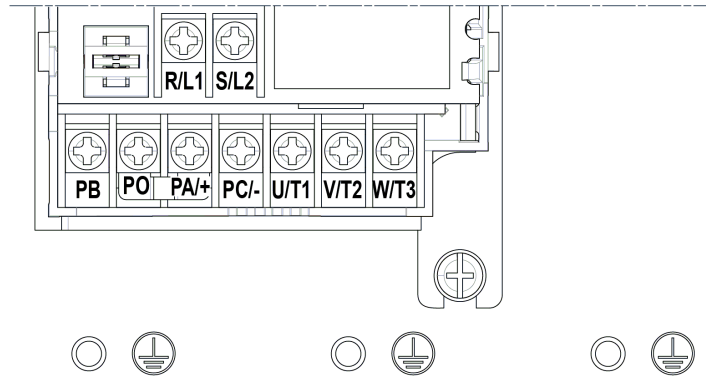 R/L1 S/L2
PB PO PA/+ PC/- U/T1 V/T2 W/T3